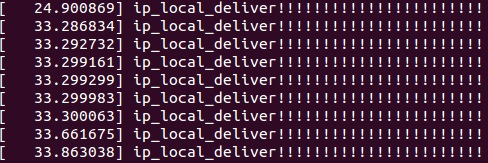 [   24.900869] ip_local_deliver!!!!!!!!!!!!!!!!!!!!!!!
[   33.286834] ip_local_deliver!!!!!!!!!!!!!!!!!!!!!!!
[   33.292732] ip_local_deliver!!!!!!!!!!!!!!!!!!!!!!!
[   33.299161] ip_local_deliver!!!!!!!!!!!!!!!!!!!!!!!
[   33.299299] ip_local_deliver!!!!!!!!!!!!!!!!!!!!!!!
[   33.299983] ip_local_deliver!!!!!!!!!!!!!!!!!!!!!!!
[   33.300063] ip_local_deliver!!!!!!!!!!!!!!!!!!!!!!!
[   33.661675] ip_local_deliver!!!!!!!!!!!!!!!!!!!!!!!
[   33.863038] ip_local_deliver!!!!!!!!!!!!!!!!!!!!!!!